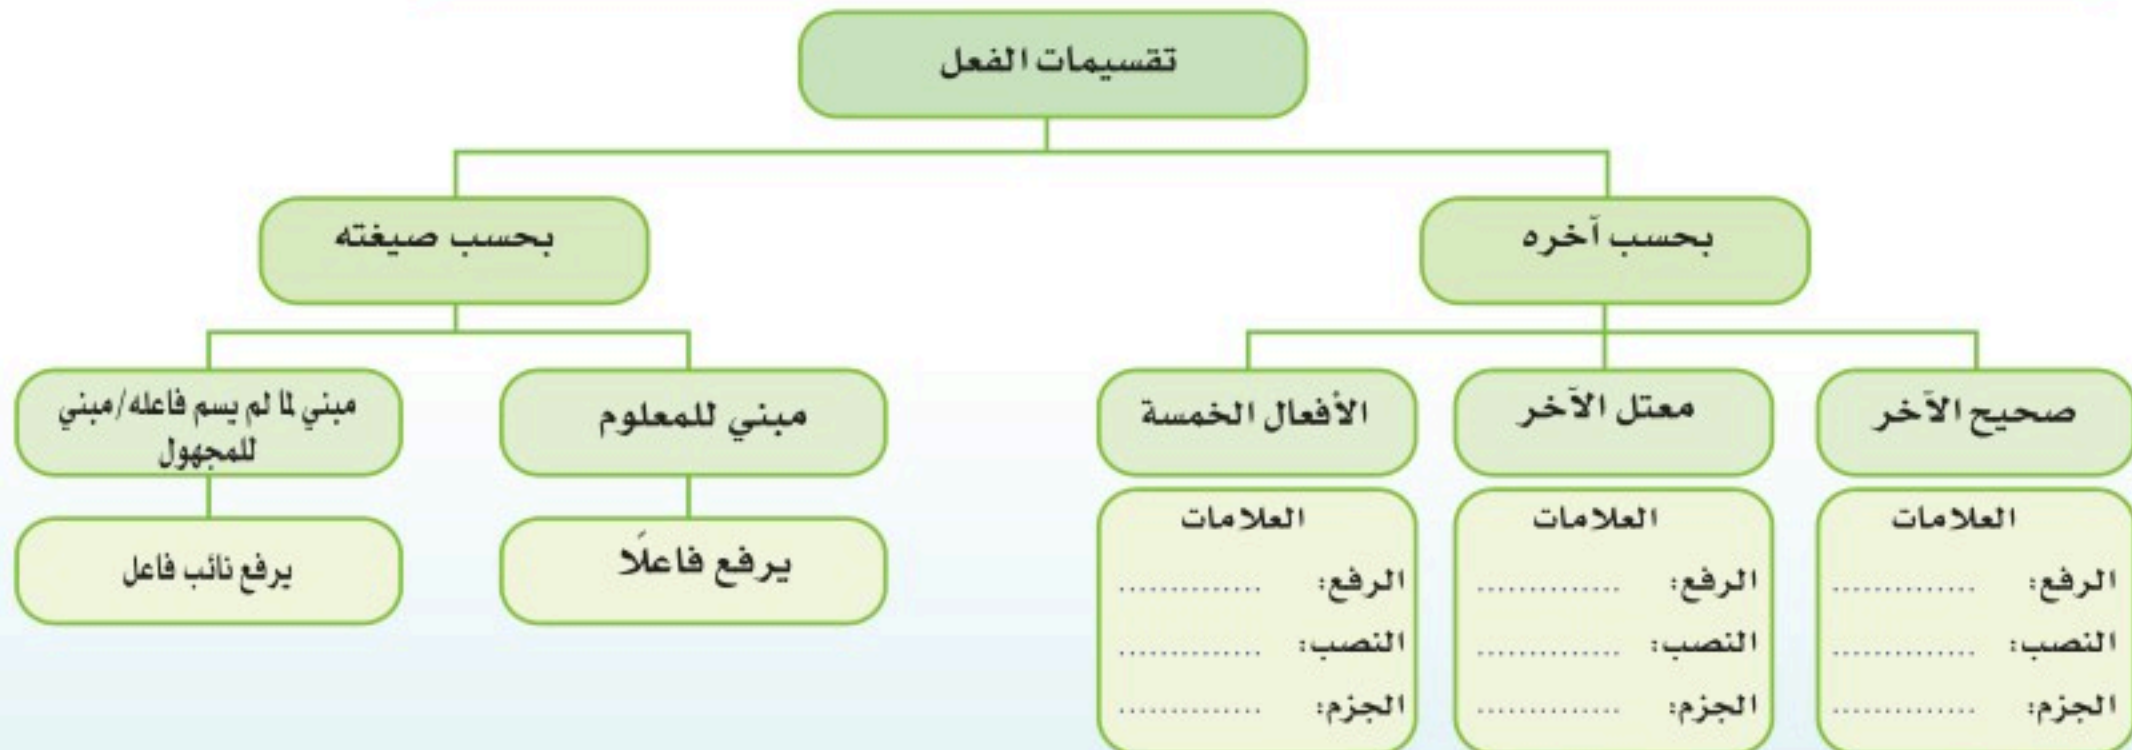 تقسيمات الفعل
بحسب آخره
بحسب صيغته
صحيح الآخر
معتل الآخر
الأفعال الخمسة
مبني للمعلوم
مبني لما لم يسم فاعله/مبني
للمجهول
العلامات
الرفع: ..............
النصب: ..............
الجزم: ..............
العلامات
الرفع: ..............
النصب: ..............
الجزم: ..............
العلامات
الرفع: ..............
النصب: ..............
الجزم: ..............
يرفع فاعلًا
يرفع نائب فاعل